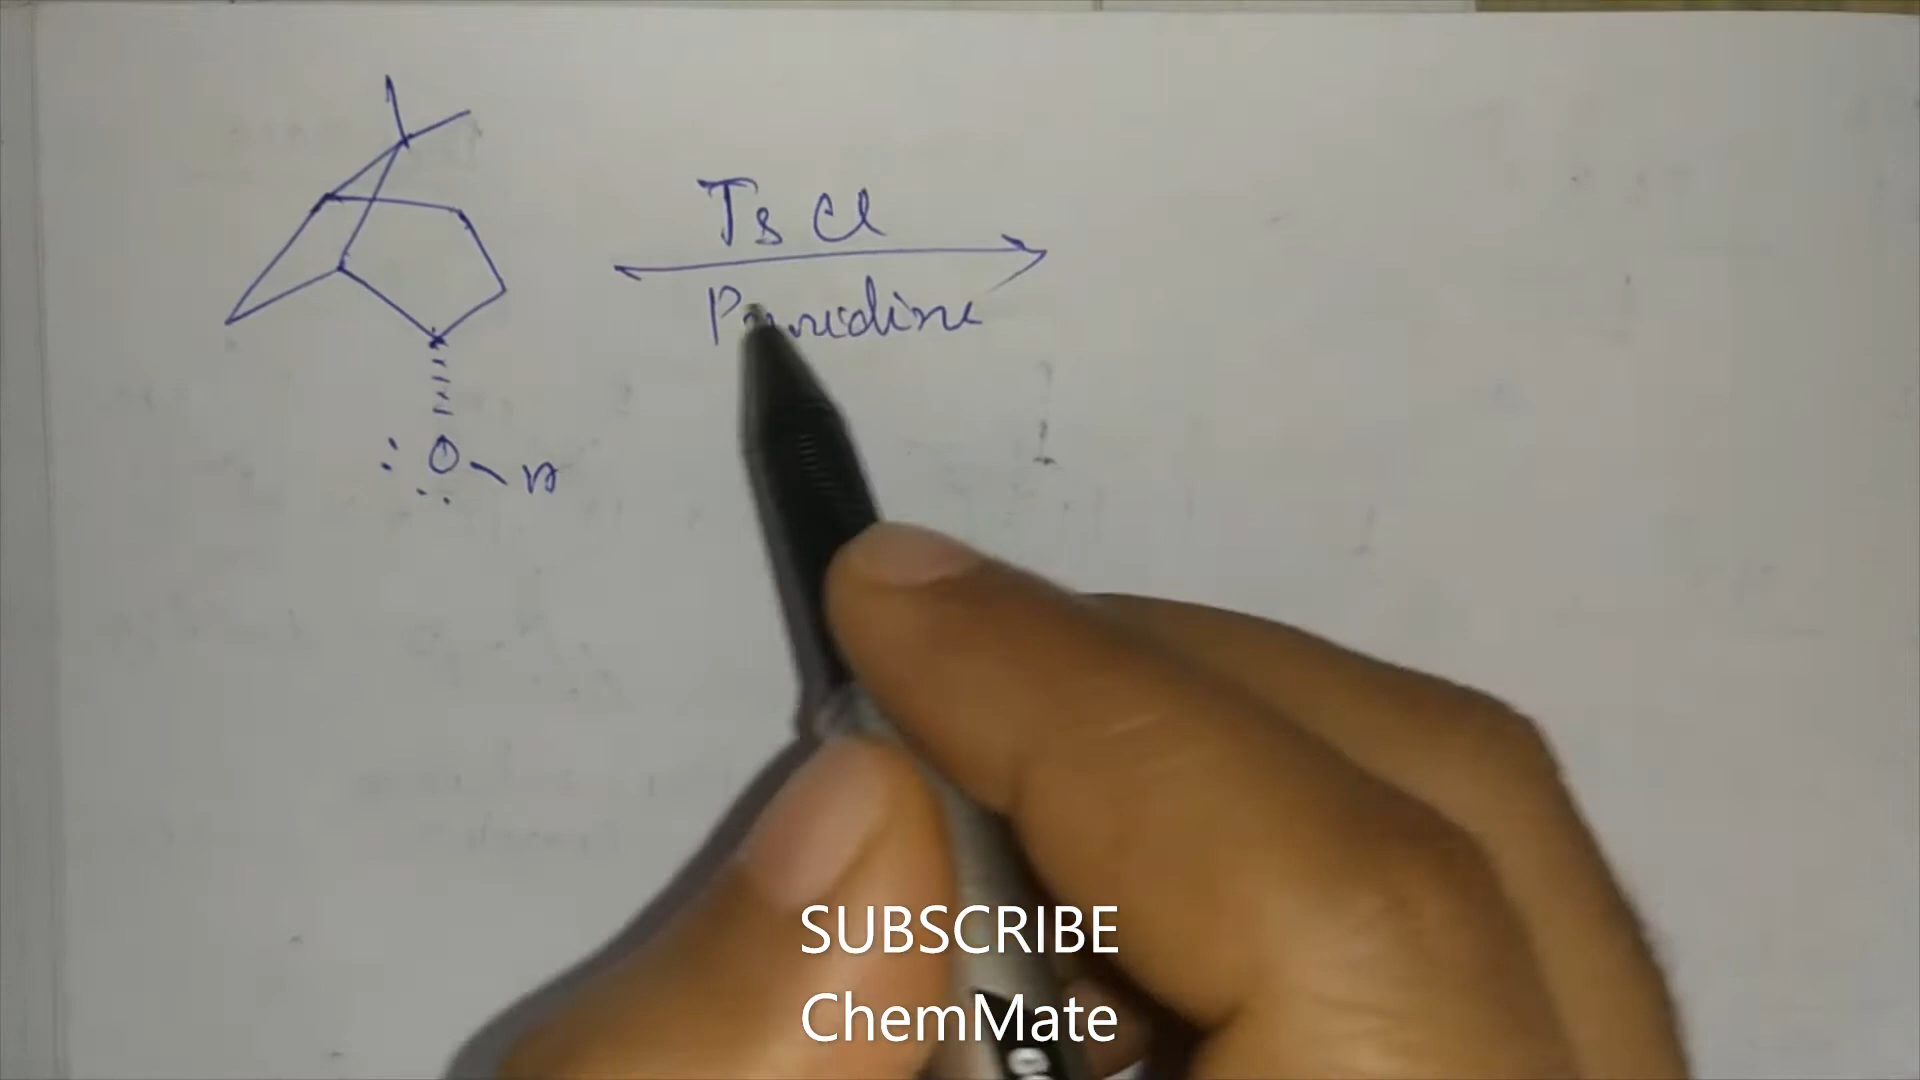 Ts Cl
Pyridine
: O - H
..
SUBSCRIBE
ChemMate